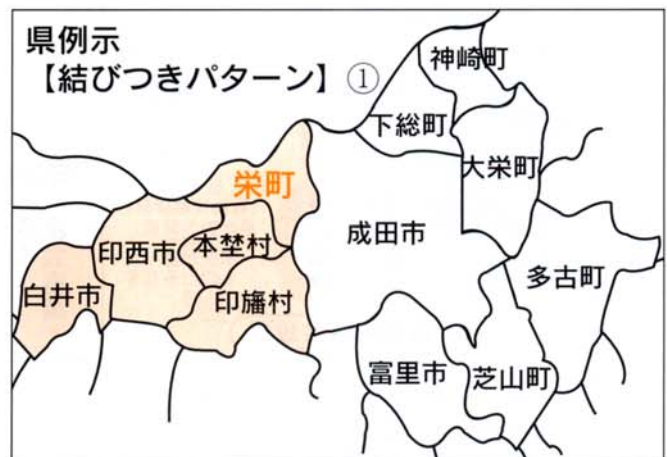 県例示
【結びつきパターン】①
神崎町
下総町
大栄町
栄町
成田市
本埜村
印西市
多古町
白井市
印旛村
富里市
芝山町